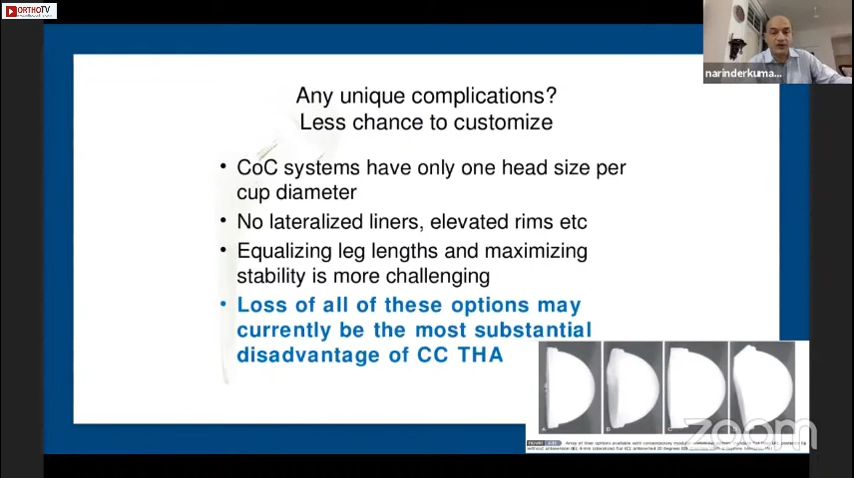 ORTHOTV
narinderkuma...
Any unique complications?
Less chance to customize
• CoC systems have only one head size per
cup diameter
• No lateralized liners, elevated rims etc
• Equalizing leg lengths and maximizing
stability is more challenging
• Loss of all of these options may
currently be the most substantial
disadvantage of CC THA
A
zoom